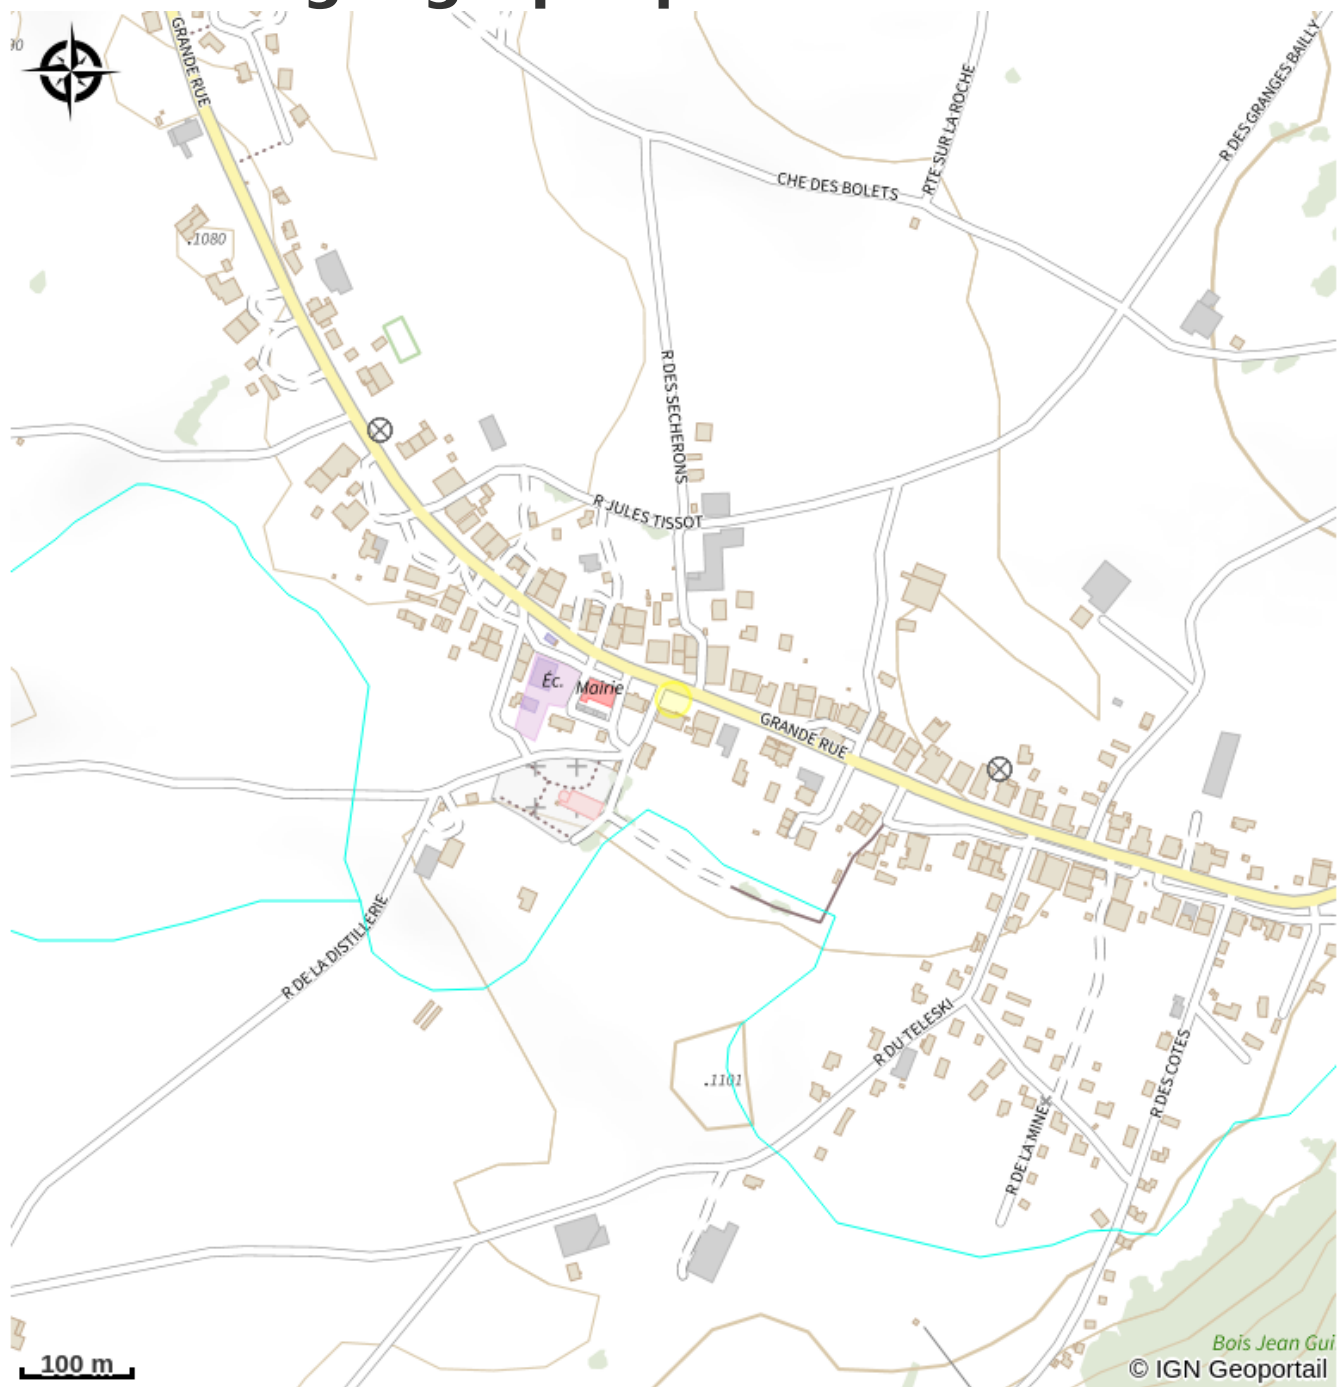 GRANDE RUE
RTE SUR LA ROCHE
R DES GRANGES BAILLY
CHE DES BOLETS
.1080
R DES SECHERONS
R JULES TISSOT
Éc.
Mairie
GRANDE RUE
R DE LA DISTILLERIE
R DU TELESKI
.1101
R DES COTES
R DE LA MINE
Bois Jean Gui
100 m
© IGN Geoportail